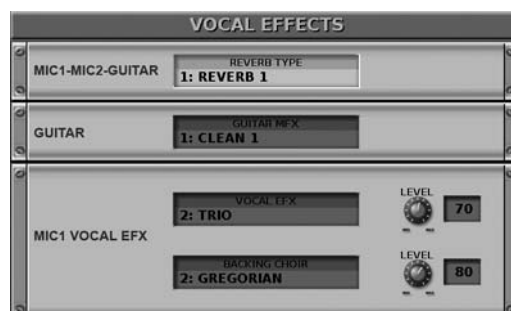 VOCAL EFFECTS
MIC1-MIC2-GUITAR
REVERB TYPE
1: REVERB 1
GUITAR
GUITAR MFX
1: CLEAN 1
MIC1 VOCAL EFX
VOCAL EFX
2: TRIO
LEVEL
70
BACKING CHOIR
2: GREGORIAN
LEVEL
80